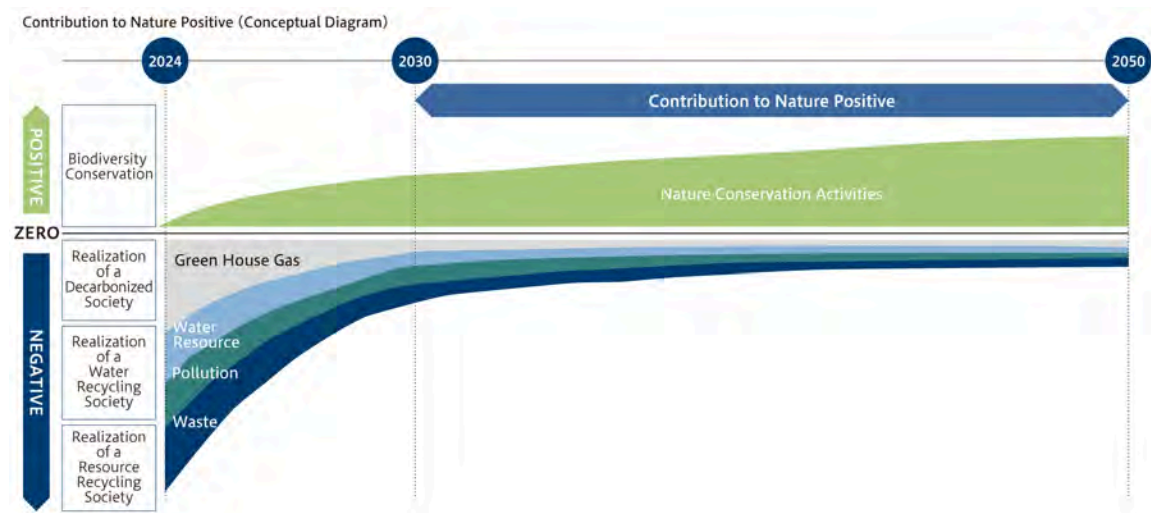 Contribution to Nature Positive (Conceptual Diagram)
2024
2030
2050
Contribution to Nature Positive
POSITIVE
Biodiversity
Conservation
Nature Conservation Activities
ZERO
NEGATIVE
Realization
of a
Decarbonized
Society
Green House Gas
Realization
of a
Water
Recycling
Society
Water
Resource
Pollution
Waste
Realization
of a
Resource
Recycling
Society